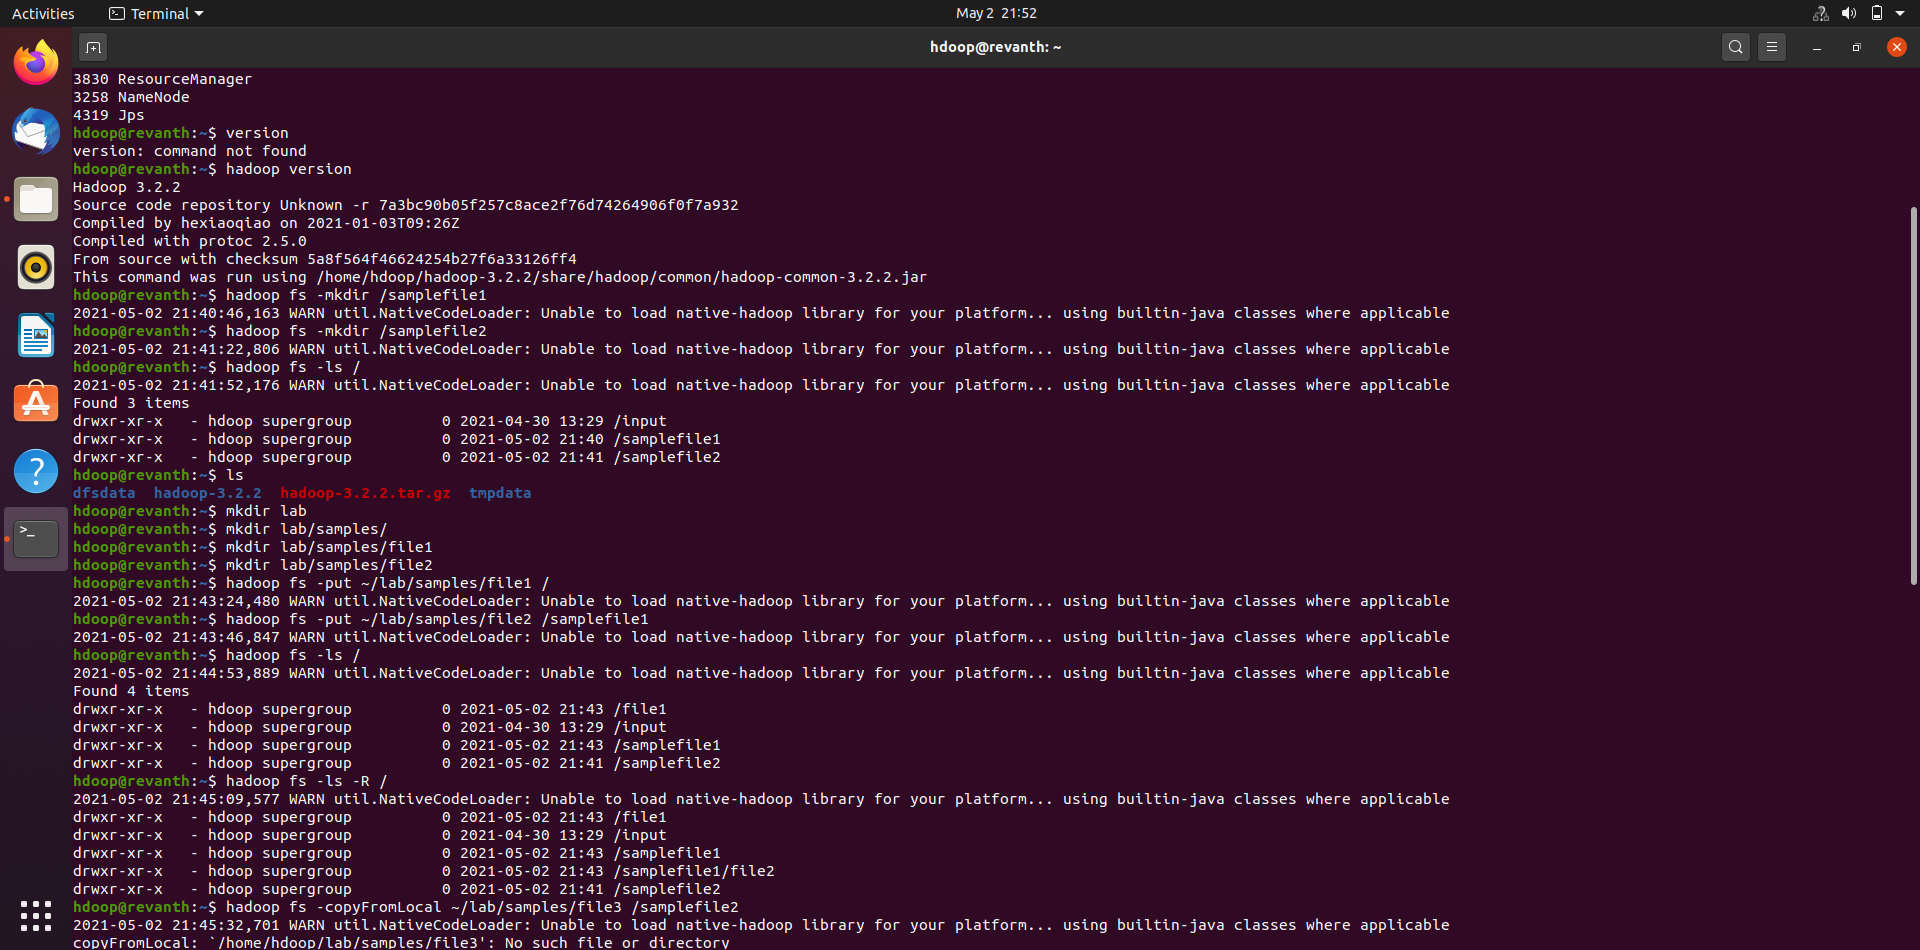 Activities
Terminal
May 2 21:52
hdoop@revanth: ~
3830 ResourceManager
3258 NameNode
4319 Jps
hdoop@revanth:~$ version
version: command not found
hdoop@revanth:~$ hadoop version
Hadoop 3.2.2
Source code repository Unknown -r 7a3bc90b05f257c8ace2f76d74264906f0f7a932
Compiled by hexiaoqiao on 2021-01-03T09:26Z
Compiled with protoc 2.5.0
From source with checksum 5a8f564f46624254b27f6a33126ff4
This command was run using /home/hdoop/hadoop-3.2.2/share/hadoop/common/hadoop-common-3.2.2.jar
hdoop@revanth:~$ hadoop fs -mkdir /samplefile1
2021-05-02 21:40:46,163 WARN util.NativeCodeLoader: Unable to load native-hadoop library for your platform... using builtin-java classes where applicable
hdoop@revanth:~$ hadoop fs -mkdir /samplefile2
2021-05-02 21:41:22,806 WARN util.NativeCodeLoader: Unable to load native-hadoop library for your platform... using builtin-java classes where applicable
hdoop@revanth:~$ hadoop fs -ls /
2021-05-02 21:41:52,176 WARN util.NativeCodeLoader: Unable to load native-hadoop library for your platform... using builtin-java classes where applicable
Found 3 items
drwxr-xr-x   - hdoop supergroup          0 2021-04-30 13:29 /input
drwxr-xr-x   - hdoop supergroup          0 2021-05-02 21:40 /samplefile1
drwxr-xr-x   - hdoop supergroup          0 2021-05-02 21:41 /samplefile2
hdoop@revanth:~$ ls
dfsdata  hadoop-3.2.2  hadoop-3.2.2.tar.gz  tmpdata
hdoop@revanth:~$ mkdir lab
hdoop@revanth:~$ mkdir lab/samples/
hdoop@revanth:~$ mkdir lab/samples/file1
hdoop@revanth:~$ mkdir lab/samples/file2
hdoop@revanth:~$ hadoop fs -put ~/lab/samples/file1 /
2021-05-02 21:43:24,480 WARN util.NativeCodeLoader: Unable to load native-hadoop library for your platform... using builtin-java classes where applicable
hdoop@revanth:~$ hadoop fs -put ~/lab/samples/file2 /samplefile1
2021-05-02 21:43:46,847 WARN util.NativeCodeLoader: Unable to load native-hadoop library for your platform... using builtin-java classes where applicable
hdoop@revanth:~$ hadoop fs -ls /
2021-05-02 21:44:53,889 WARN util.NativeCodeLoader: Unable to load native-hadoop library for your platform... using builtin-java classes where applicable
Found 4 items
drwxr-xr-x   - hdoop supergroup          0 2021-05-02 21:43 /file1
drwxr-xr-x   - hdoop supergroup          0 2021-04-30 13:29 /input
drwxr-xr-x   - hdoop supergroup          0 2021-05-02 21:43 /samplefile1
drwxr-xr-x   - hdoop supergroup          0 2021-05-02 21:41 /samplefile2
hdoop@revanth:~$ hadoop fs -ls -R /
2021-05-02 21:45:09,577 WARN util.NativeCodeLoader: Unable to load native-hadoop library for your platform... using builtin-java classes where applicable
drwxr-xr-x   - hdoop supergroup          0 2021-05-02 21:43 /file1
drwxr-xr-x   - hdoop supergroup          0 2021-04-30 13:29 /input
drwxr-xr-x   - hdoop supergroup          0 2021-05-02 21:43 /samplefile1
drwxr-xr-x   - hdoop supergroup          0 2021-05-02 21:43 /samplefile1/file2
drwxr-xr-x   - hdoop supergroup          0 2021-05-02 21:41 /samplefile2
hdoop@revanth:~$ hadoop fs -copyFromLocal ~/lab/samples/file3 /samplefile2
2021-05-02 21:45:32,701 WARN util.NativeCodeLoader: Unable to load native-hadoop library for your platform... using builtin-java classes where applicable
copyFromLocal: `/home/hdoop/lab/samples/file3': No such file or directory